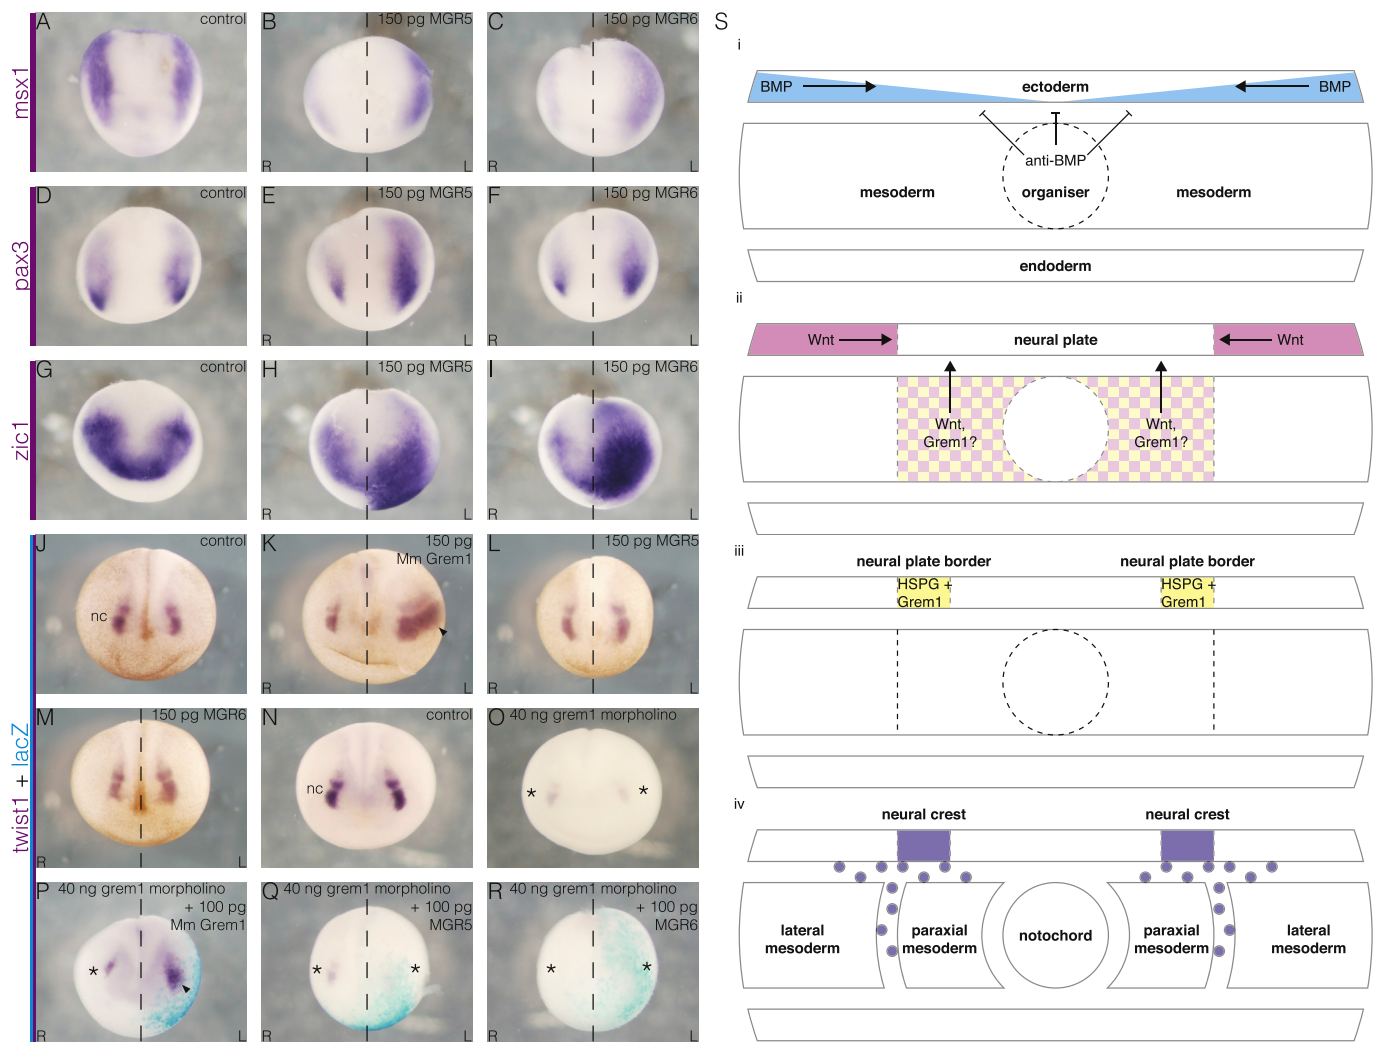 A
control
B
150 pg MGR5
R
L
C
150 pg MGR6
R
L
msx1
D
control
E
150 pg MGR5
R
L
F
150 pg MGR6
R
L
pax3
G
control
H
150 pg MGR5
R
L
I
150 pg MGR6
R
L
zic1
J
control
nc
K
150 pg
Mm Grem1
R
L
L
150 pg MGR5
R
L
M
150 pg MGR6
R
L
N
control
nc
O
40 ng grem1 morpholino
*
*
twist1 + lacZ
P
40 ng grem1 morpholino
+ 100 pg
Mm Grem1
*
R
L
Q
40 ng grem1 morpholino
+ 100 pg
MGR5
*
*
R
L
R
40 ng grem1 morpholino
+ 100 pg
MGR6
*
*
R
L
S
i
BMP
ectoderm
BMP
anti-BMP
mesoderm
organiser
mesoderm
endoderm
ii
Wnt
neural plate
Wnt
Wnt,
Grem1?
Wnt,
Grem1?
iii
neural plate border
neural plate border
HSPG +
Grem1
HSPG +
Grem1
iv
neural crest
neural crest
lateral
mesoderm
paraxial
mesoderm
notochord
paraxial
mesoderm
lateral
mesoderm